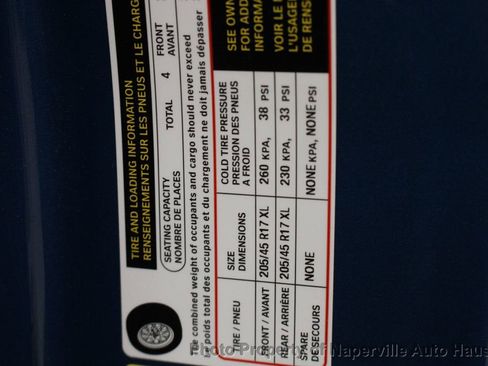 TIRE AND LOADING INFORMATION
RENSEIGNEMENTS SUR LES PNEUS ET LE CHARG
SEATING CAPACITY
NOMBRE DE PLACES
TOTAL 4
FRONT
AVANT
The combined weight of occupants and cargo should never exceed
Le poids total des occupants et du chargement ne doit jamais dépasser
TIRE / PNEU
SIZE
DIMENSIONS
COLD TIRE PRESSURE
PRESSION DES PNEUS
A FROID
FRONT / AVANT 205/45 R17 XL 260 KPA, 38 PSI
REAR / ARRIÈRE 205/45 R17 XL 230 KPA, 33 PSI
SPARE
DE SECOURS
NONE NONE KPA, NONE PSI
SEE OWN
FOR ADD
INFORMA
VOIR LE
L'USAGE
DE RENS
Photo Property of Naperville Auto Haus